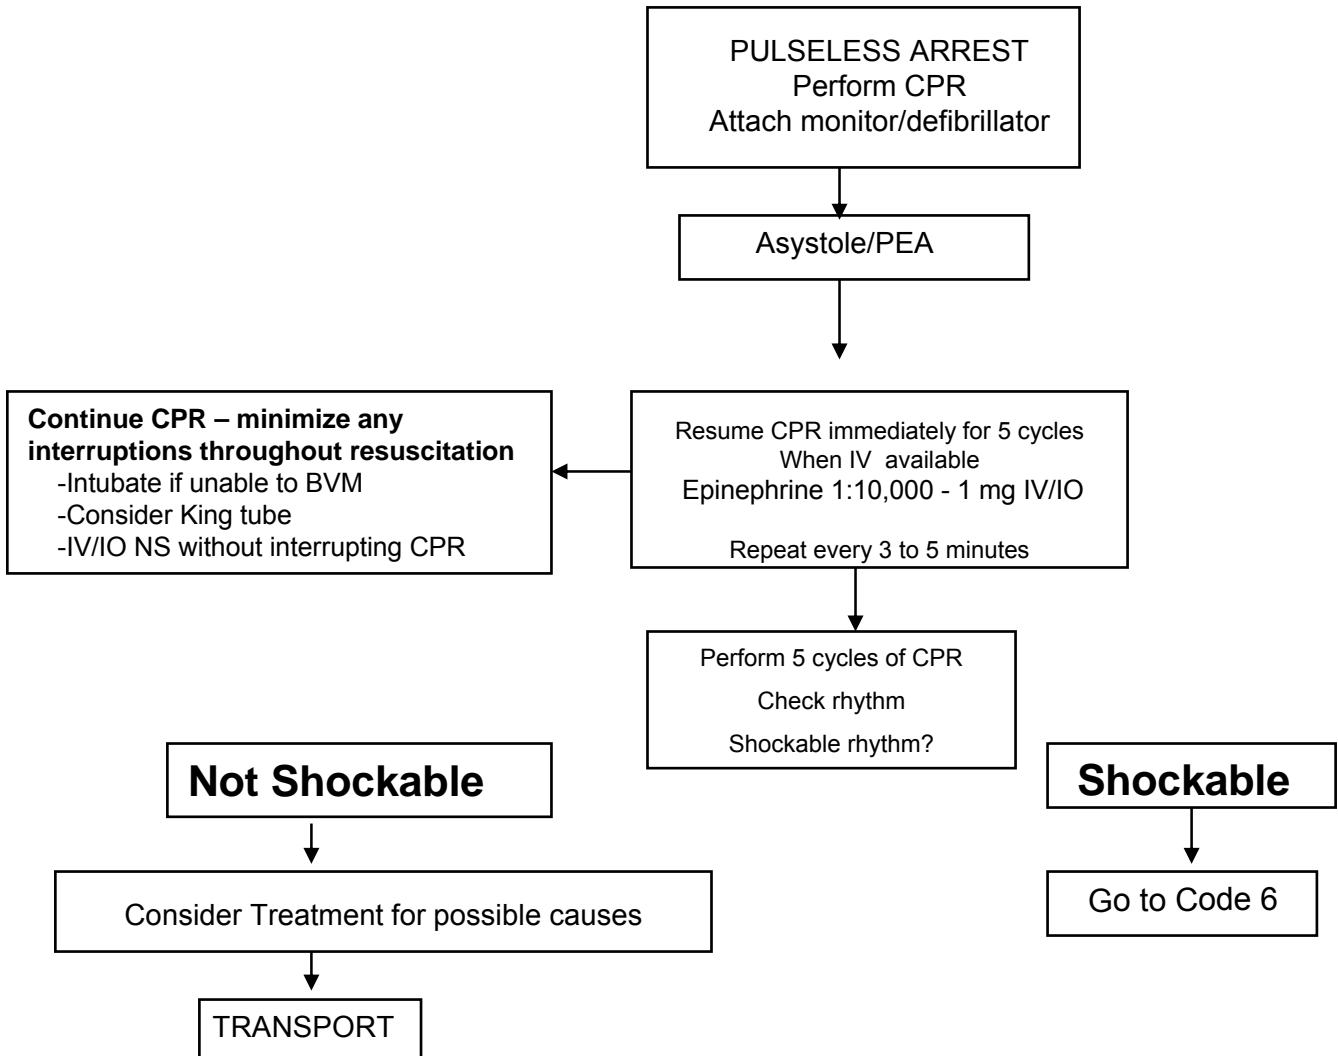 PULSELESS ARREST
Perform CPR
Attach monitor/defibrillator
Asystole/PEA
Continue CPR – minimize any
interruptions throughout resuscitation
-Intubate if unable to BVM
-Consider King tube
-IV/IO NS without interrupting CPR
Resume CPR immediately for 5 cycles
When IV available
Epinephrine 1:10,000 - 1 mg IV/IO
Repeat every 3 to 5 minutes
Perform 5 cycles of CPR
Check rhythm
Shockable rhythm?
Not Shockable
Shockable
Consider Treatment for possible causes
Go to Code 6
TRANSPORT